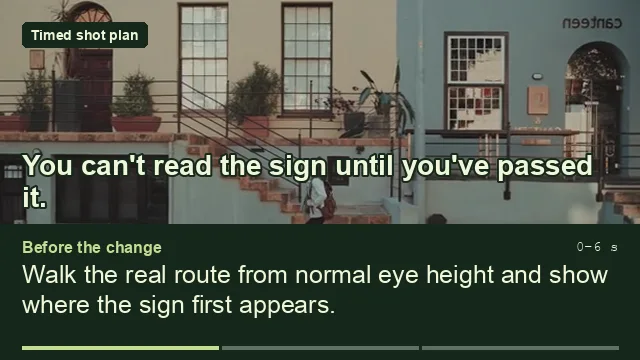 Timed shot plan
canteen
You can't read the sign until you've passed
it.
Before the change
0–6 s
Walk the real route from normal eye height and show
where the sign first appears.